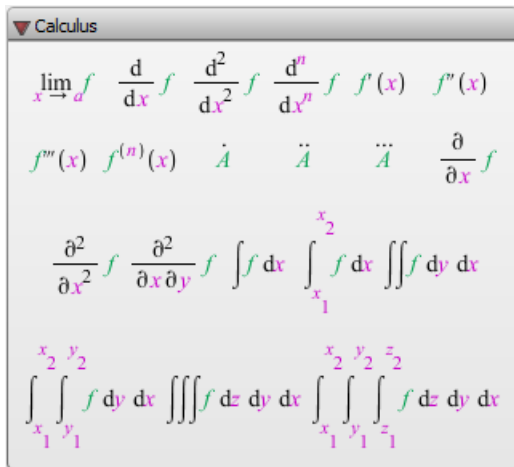 Calculus
lim x→a f  d/dx f  d²/dx² f  dⁿ/dxⁿ f  f'(x)  f''(x)
f'''(x)  f⁽ⁿ⁾(x)  Ȧ  Ä  A⃛  ∂/∂x f
∂²/∂x² f  ∂²/∂x∂y f  ∫f dx  ∫_{x₁}^{x₂} f dx  ∬f dy dx
∫_{x₁}^{x₂} ∫_{y₁}^{y₂} f dy dx  ∭f dz dy dx  ∫_{x₁}^{x₂} ∫_{y₁}^{y₂} ∫_{z₁}^{z₂} f dz dy dx